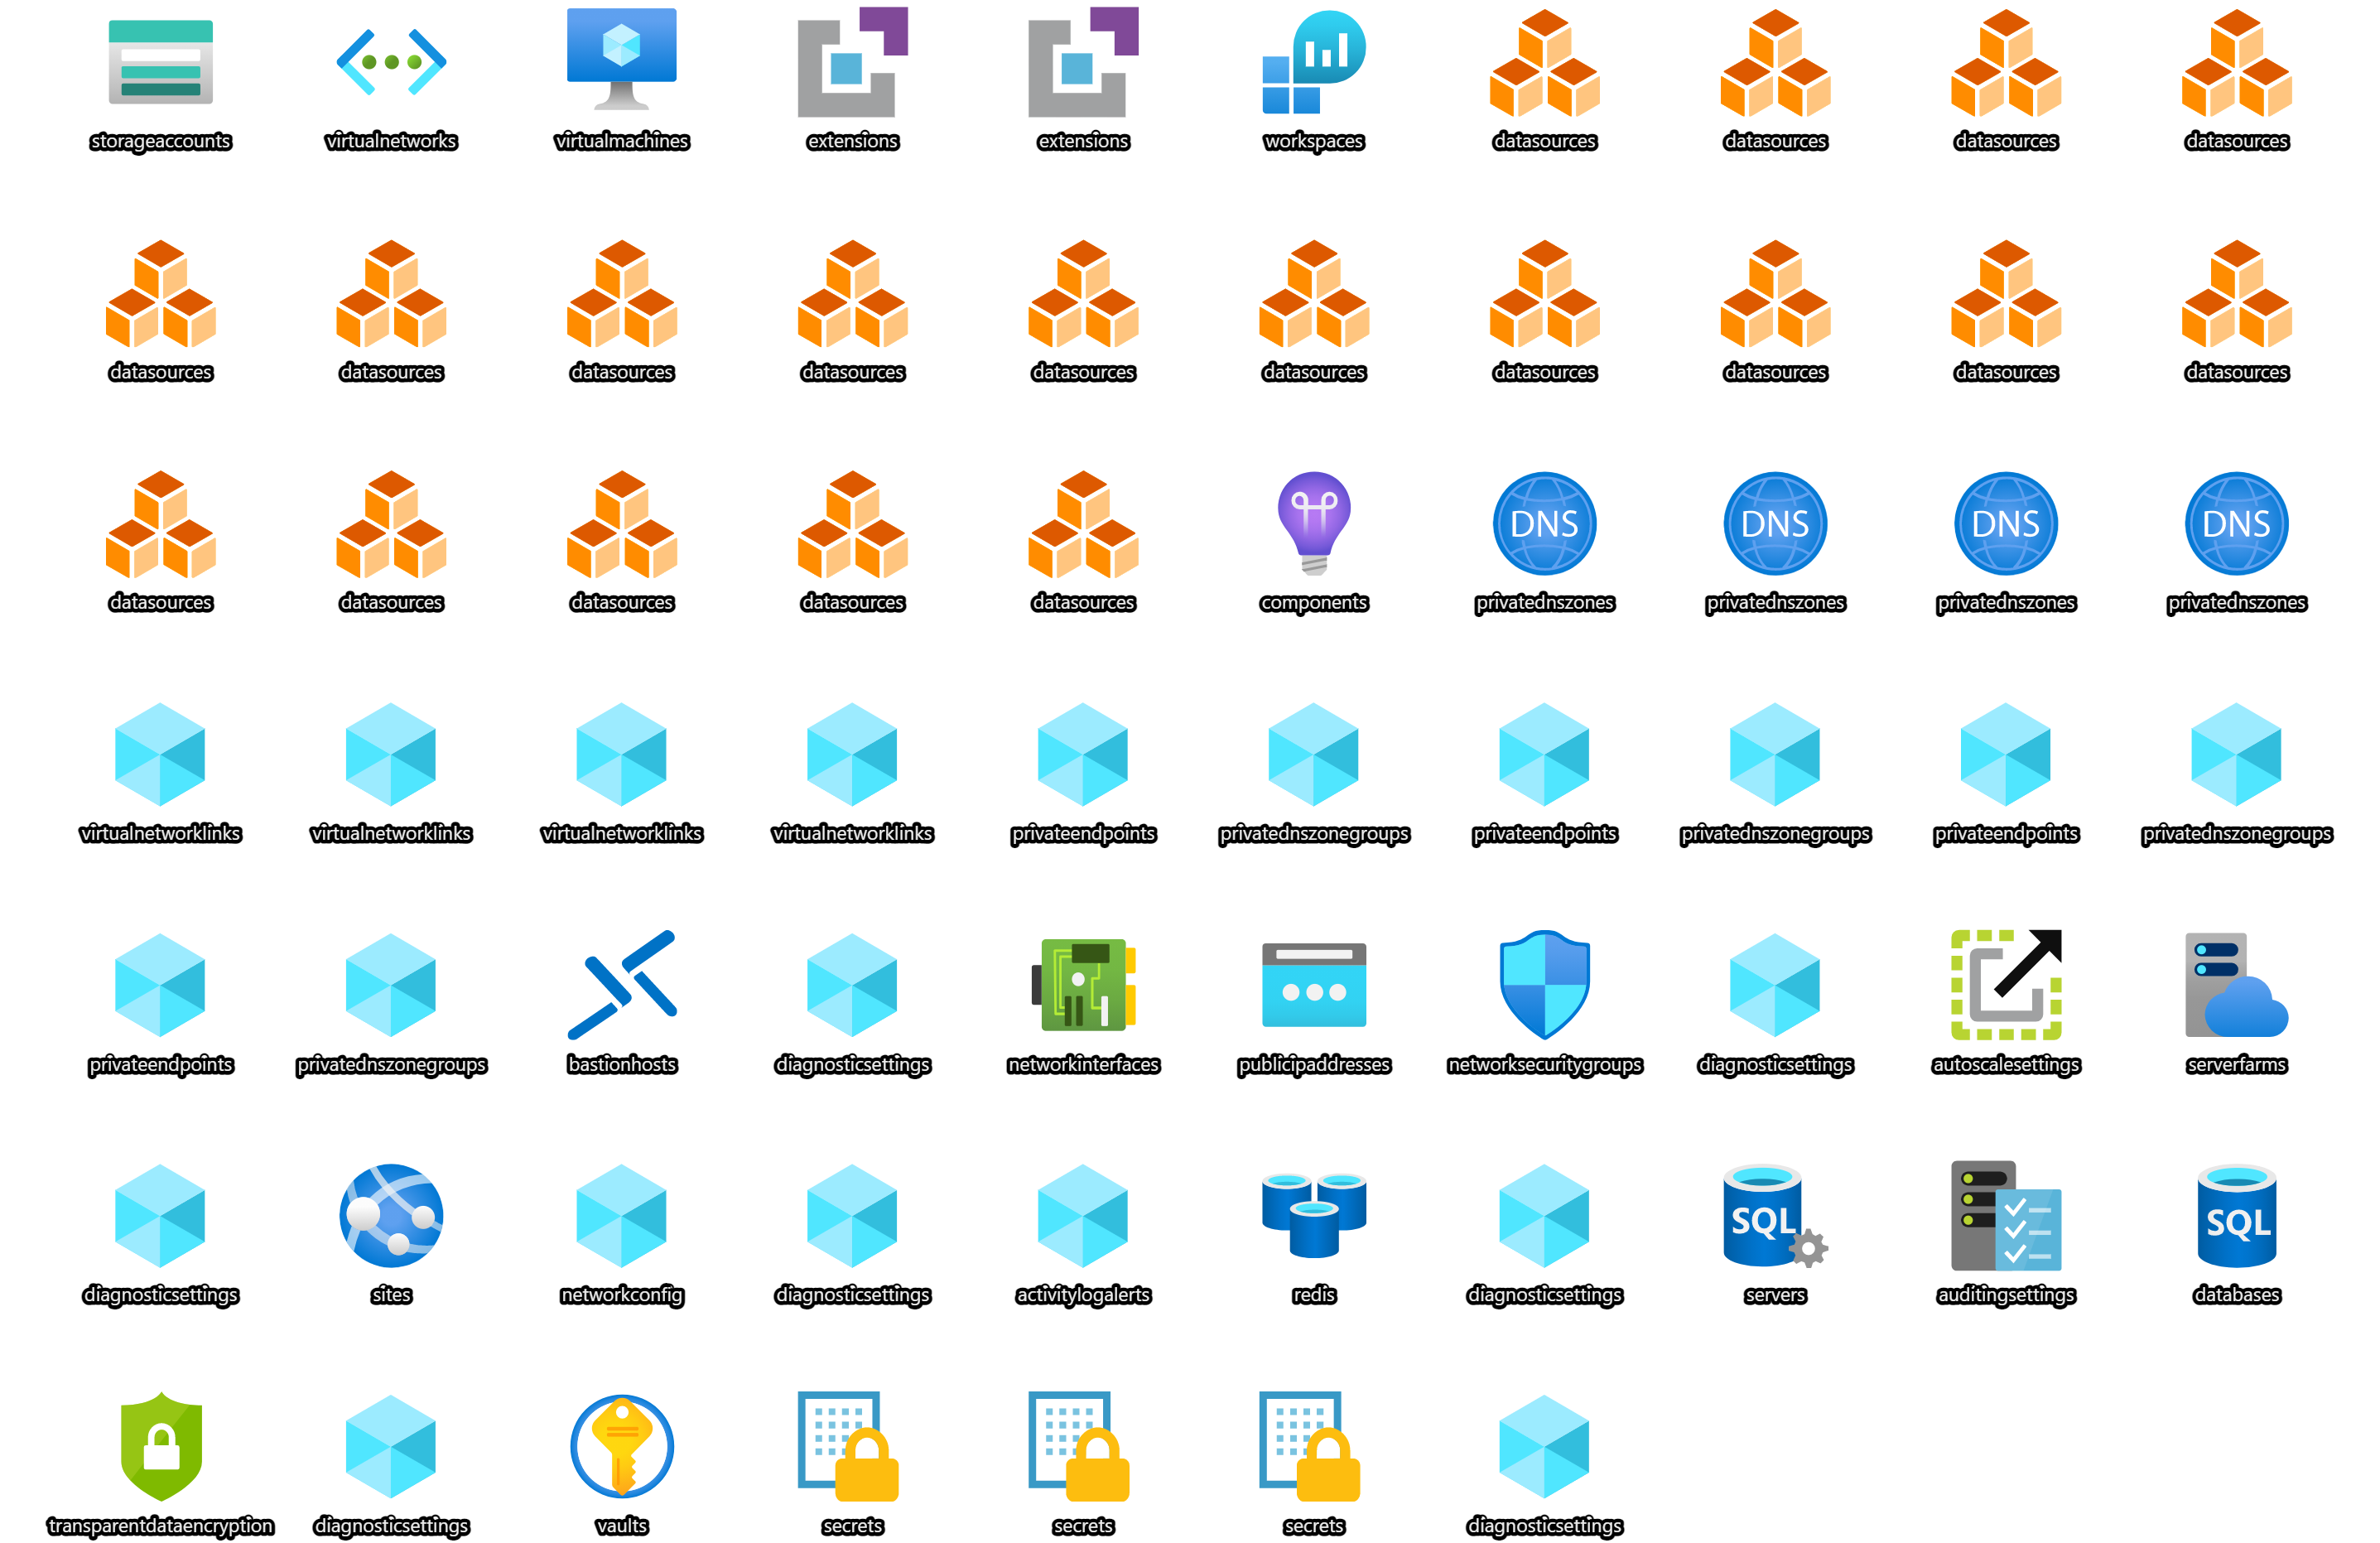 storageaccounts virtualnetworks virtualmachines extensions extensions workspaces datasources datasources datasources datasources
datasources datasources datasources datasources datasources datasources datasources datasources datasources datasources
DNS DNS DNS DNS
datasources datasources datasources datasources datasources components privatednszones privatednszones privatednszones privatednszones
virtualnetworklinks virtualnetworklinks virtualnetworklinks virtualnetworklinks privateendpoints privatednszonegroups privateendpoints privatednszonegroups privateendpoints privatednszonegroups
privateendpoints privatednszonegroups bastionhosts diagnosticsettings networkinterfaces publicipaddresses networksecuritygroups diagnosticsettings autoscalesettings serverfarms
SQL SQL
diagnosticsettings sites networkconfig diagnosticsettings activitylogalerts redis diagnosticsettings servers auditingsettings databases
transparentdataencryption diagnosticsettings vaults secrets secrets secrets diagnosticsettings